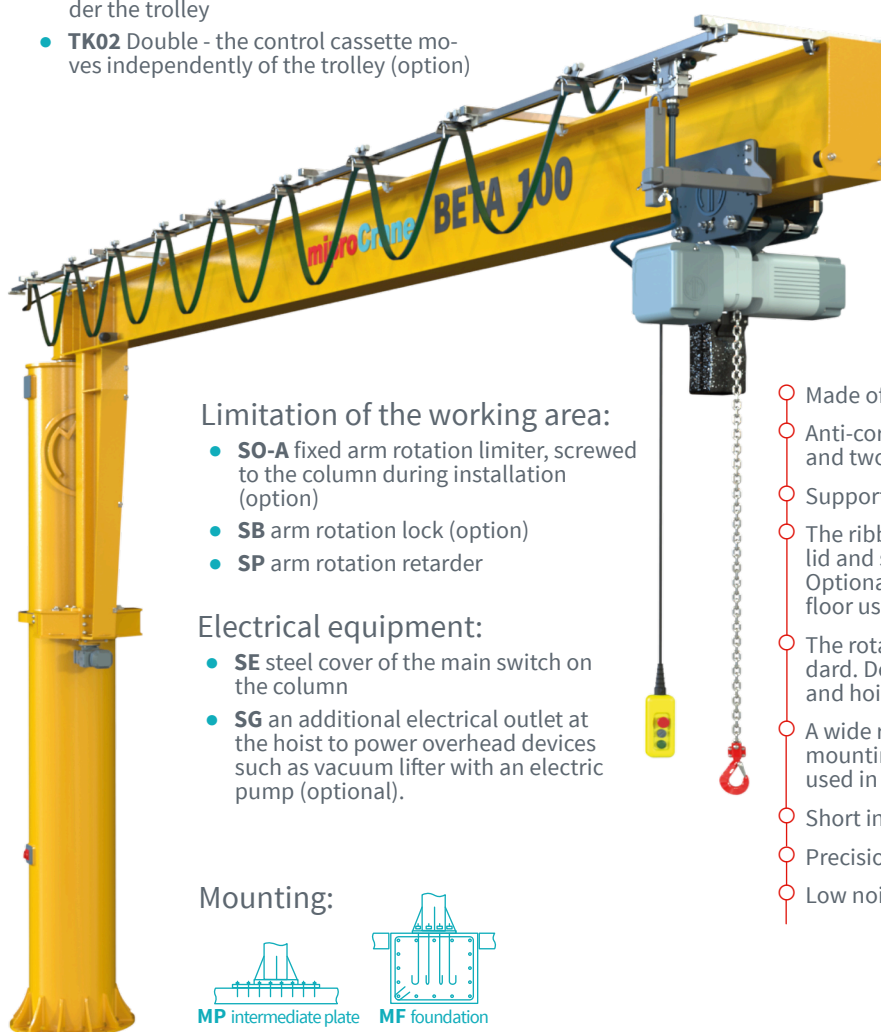 der the trolley
TK02 Double - the control cassette mo-
ves independently of the trolley (option)
BETA 100
miproCrane
Limitation of the working area:
SO-A fixed arm rotation limiter, screwed
to the column during installation
(option)
SB arm rotation lock (option)
SP arm rotation retarder
Electrical equipment:
SE steel cover of the main switch on
the column
SG an additional electrical outlet at
the hoist to power overhead devices
such as vacuum lifter with an electric
pump (optional).
Mounting:
MP intermediate plate
MF foundation
Made of
Anti-cor
and two
Support
The ribb
lid and s
Optiona
floor us
The rota
dard. De
and hoi
A wide r
mountin
used in
Short in
Precisio
Low noi